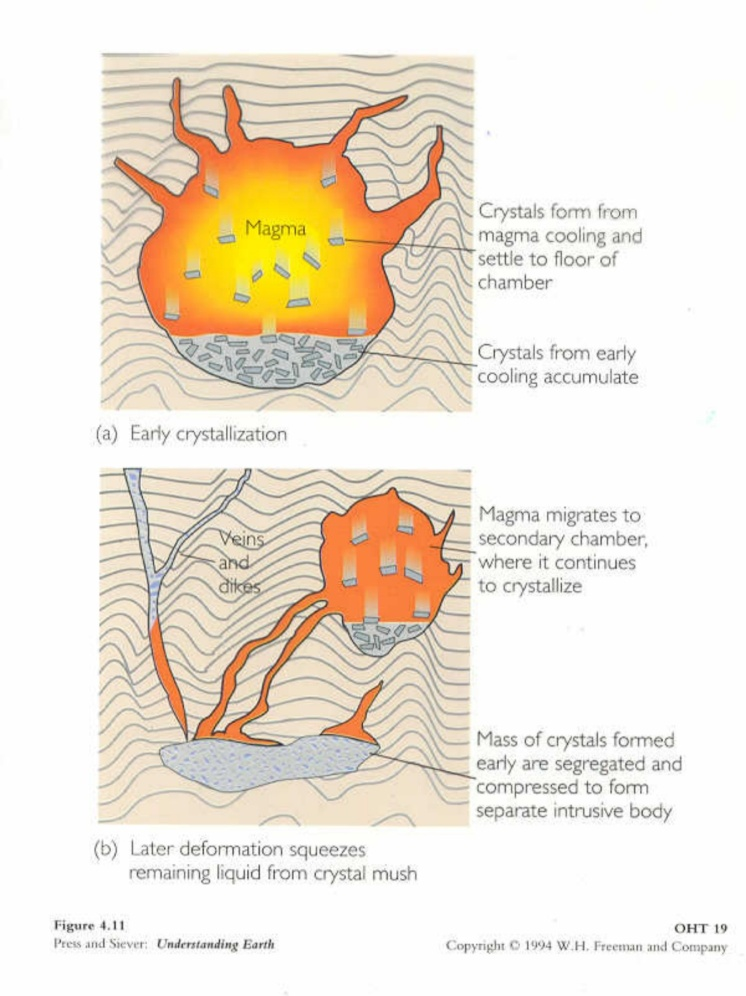 Magma
Crystals form from
magma cooling and
settle to floor of
chamber
Crystals from early
cooling accumulate
(a) Early crystallization
Veins
and
dikes
Magma migrates to
secondary chamber,
where it continues
to crystallize
Mass of crystals formed
early are segregated and
compressed to form
separate intrusive body
(b) Later deformation squeezes
remaining liquid from crystal mush
Figure 4.11
Press and Siever: Understanding Earth
OHT 19
Copyright © 1994 W.H. Freeman and Company